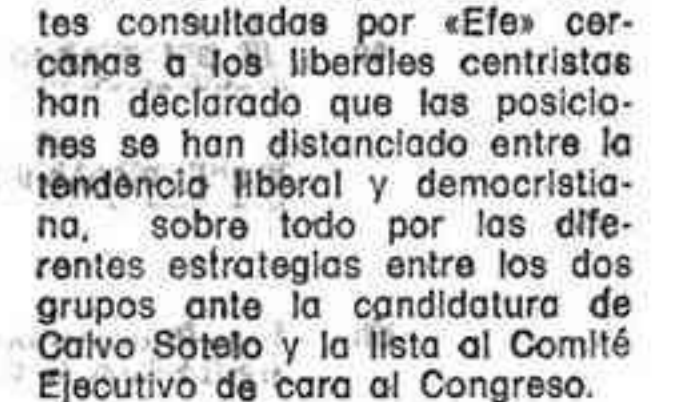 tes consultadas por «Efe» cer-
canas a los liberales centristas
han declarado que las posicio-
nes se han distanciado entre la
tendencia liberal y democristia-
na, sobre todo por las dife-
rentes estrategias entre los dos
grupos ante la candidatura de
Calvo Sotelo y la lista al Comité
Ejecutivo de cara al Congreso.